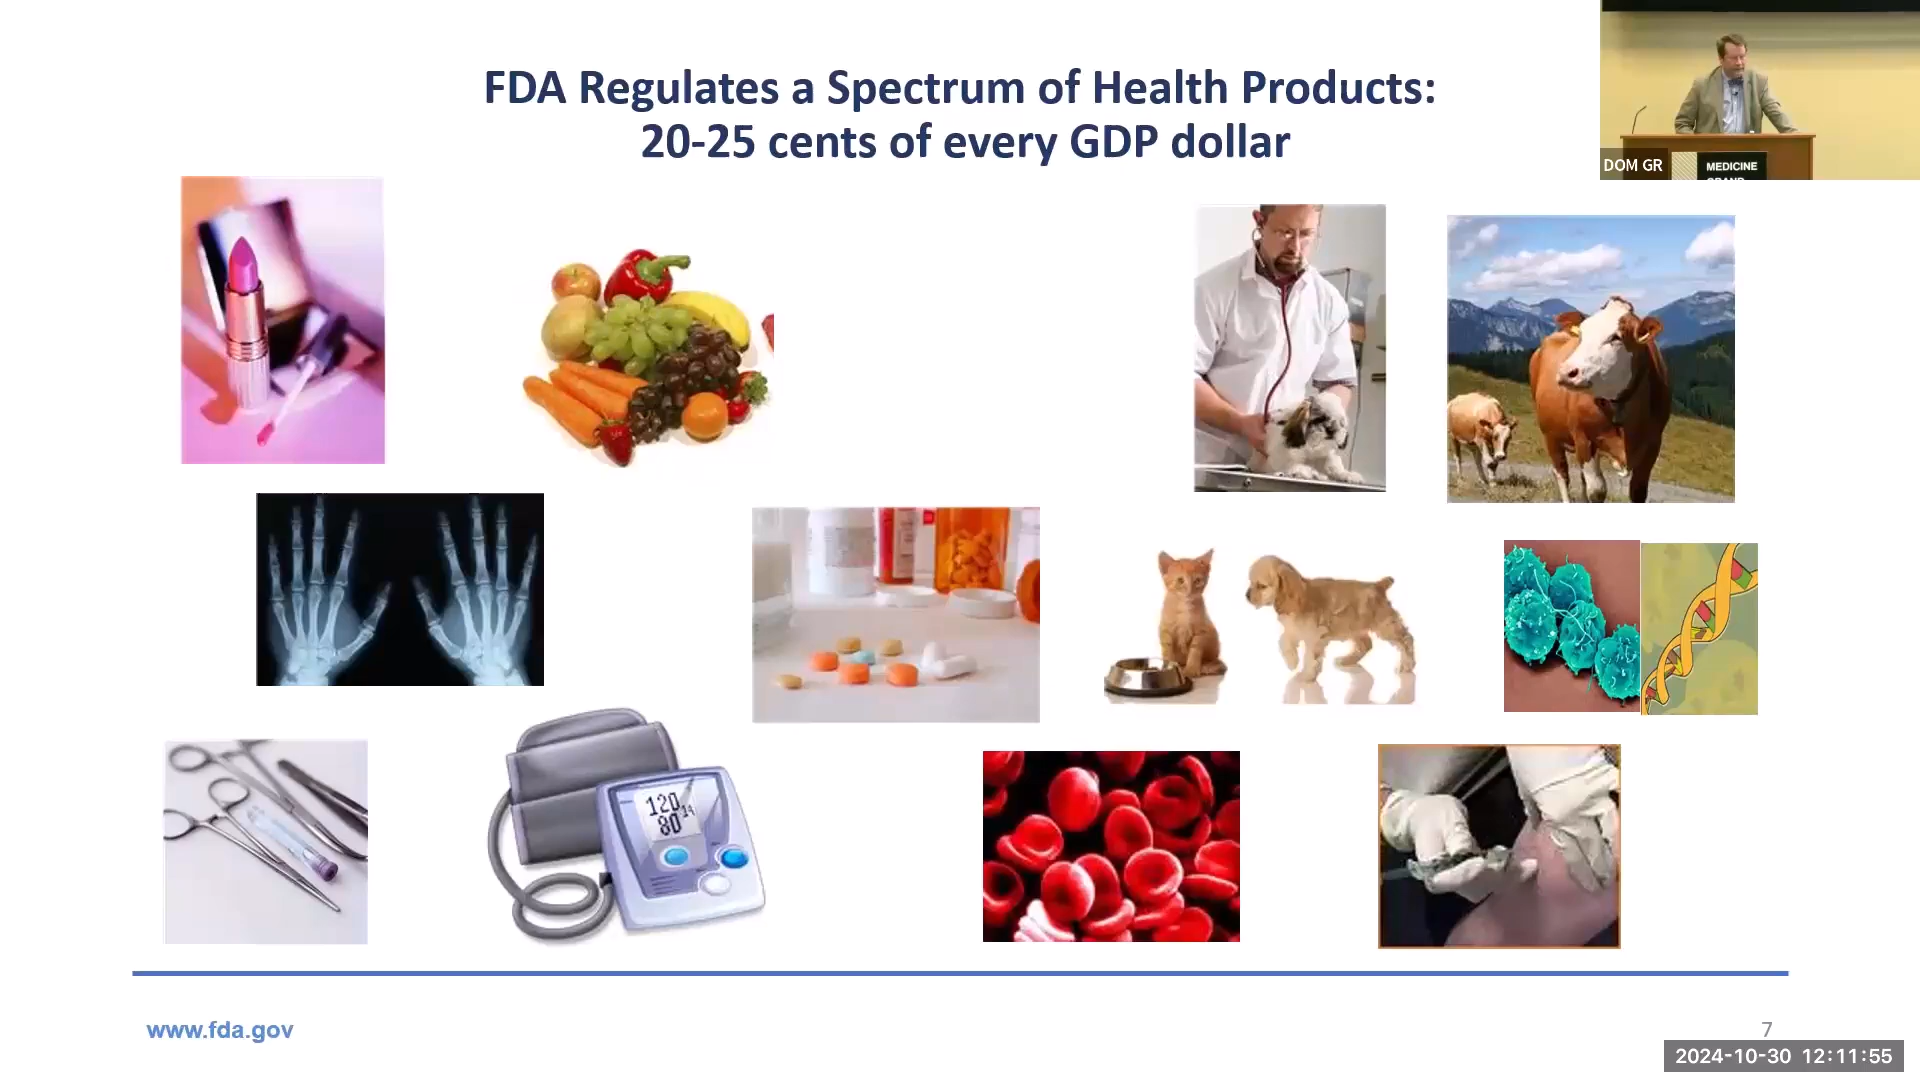 FDA Regulates a Spectrum of Health Products:
20-25 cents of every GDP dollar
DOM GR
MEDICINE
GRAND
120
80
www.fda.gov
7
2024-10-30 12:11:55